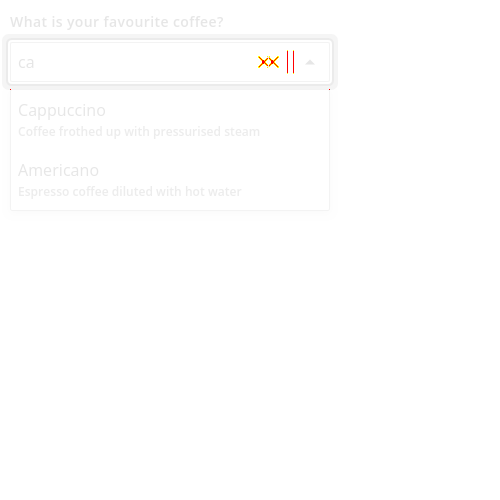 What is your favourite coffee?
ca
Cappuccino
Coffee frothed up with pressurised steam
Americano
Espresso coffee diluted with hot water